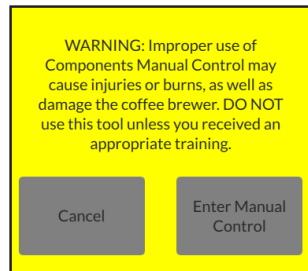 WARNING: Improper use of
Components Manual Control may
cause injuries or burns, as well as
damage the coffee brewer. DO NOT
use this tool unless you received an
appropriate training.
Cancel
Enter Manual
Control